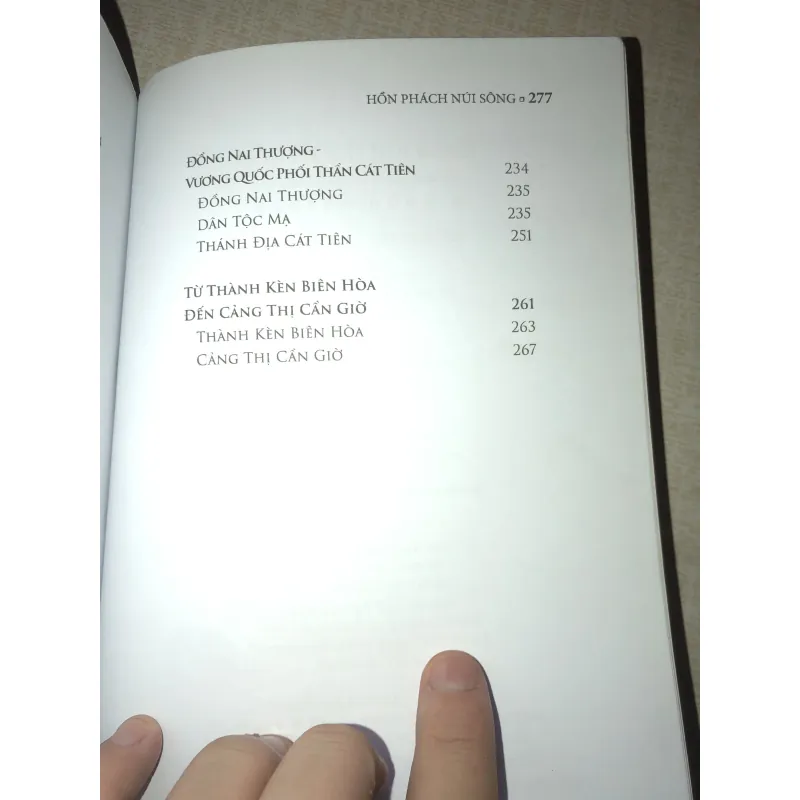 HỒN PHÁCH NÚI SÔNG ▫ 277
ĐỒNG NAI THƯỢNG -
VƯƠNG QUỐC PHỐI THẦN CÁT TIÊN 234
ĐỒNG NAI THƯỢNG 235
DÂN TỘC MẠ 235
THÁNH ĐỊA CÁT TIÊN 251
TỪ THÀNH KÈN BIÊN HÒA
ĐẾN CẢNG THỊ CẦN GIỜ 261
THÀNH KÈN BIÊN HÒA 263
CẢNG THỊ CẦN GIỜ 267